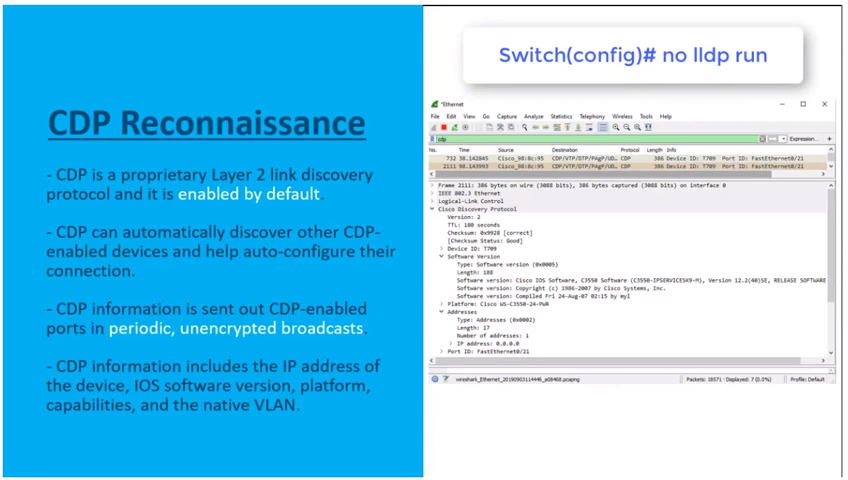 Switch(config)# no lldp run
CDP Reconnaissance
- CDP is a proprietary Layer 2 link discovery
protocol and it is enabled by default.
- CDP can automatically discover other CDP-
enabled devices and help auto-configure their
connection.
- CDP information is sent out CDP-enabled
ports in periodic, unencrypted broadcasts.
- CDP information includes the IP address of
the device, IOS software version, platform,
capabilities, and the native VLAN.
*Ethernet
File Edit View Go Capture Analyze Statistics Telephony Wireless Tools Help
cdp Expression... +
No. Time Source Destination Protocol Length Info
732 38.142845 Cisco_98:8c:95 CDP/VTP/DTP/PAgP/UD... CDP 386 Device ID: T709 Port ID: FastEthernet0/21
2111 98.143993 Cisco_98:8c:95 CDP/VTP/DTP/PAgP/UD... CDP 386 Device ID: T709 Port ID: FastEthernet0/21
Frame 2111: 386 bytes on wire (3088 bits), 386 bytes captured (3088 bits) on interface 0
IEEE 802.3 Ethernet
Logical-Link Control
Cisco Discovery Protocol
Version: 2
TTL: 180 seconds
Checksum: 0x9928 [correct]
[Checksum Status: Good]
Device ID: T709
Software Version
Type: Software version (0x0005)
Length: 188
Software version: Cisco IOS Software, C3550 Software (C3550-IPSERVICESK9-M), Version 12.2(40)SE, RELEASE SOFTWARE
Software version: Copyright (c) 1986-2007 by Cisco Systems, Inc.
Software version: Compiled Fri 24-Aug-07 02:15 by myl
Platform: Cisco WS-C3550-24-PWR
Addresses
Type: Addresses (0x0002)
Length: 17
Number of addresses: 1
IP address: 0.0.0.0
Port ID: FastEthernet0/21
wireshark_Ethernet_20190903114446_a08468.pcapng Packets: 18571 · Displayed: 7 (0.0%) Profile: Default